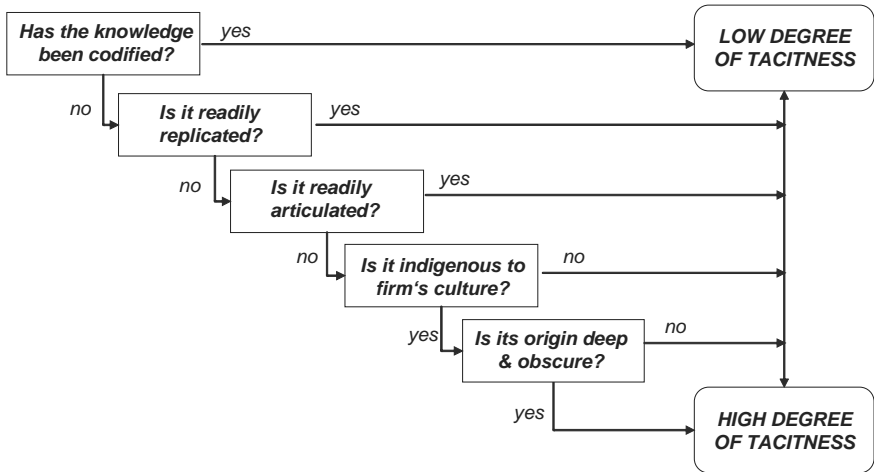 Has the knowledge
been codified?
yes
LOW DEGREE
OF TACITNESS
no
Is it readily
replicated?
yes
no
Is it readily
articulated?
yes
no
Is it indigenous to
firm‘s culture?
no
yes
Is its origin deep
& obscure?
no
yes
HIGH DEGREE
OF TACITNESS